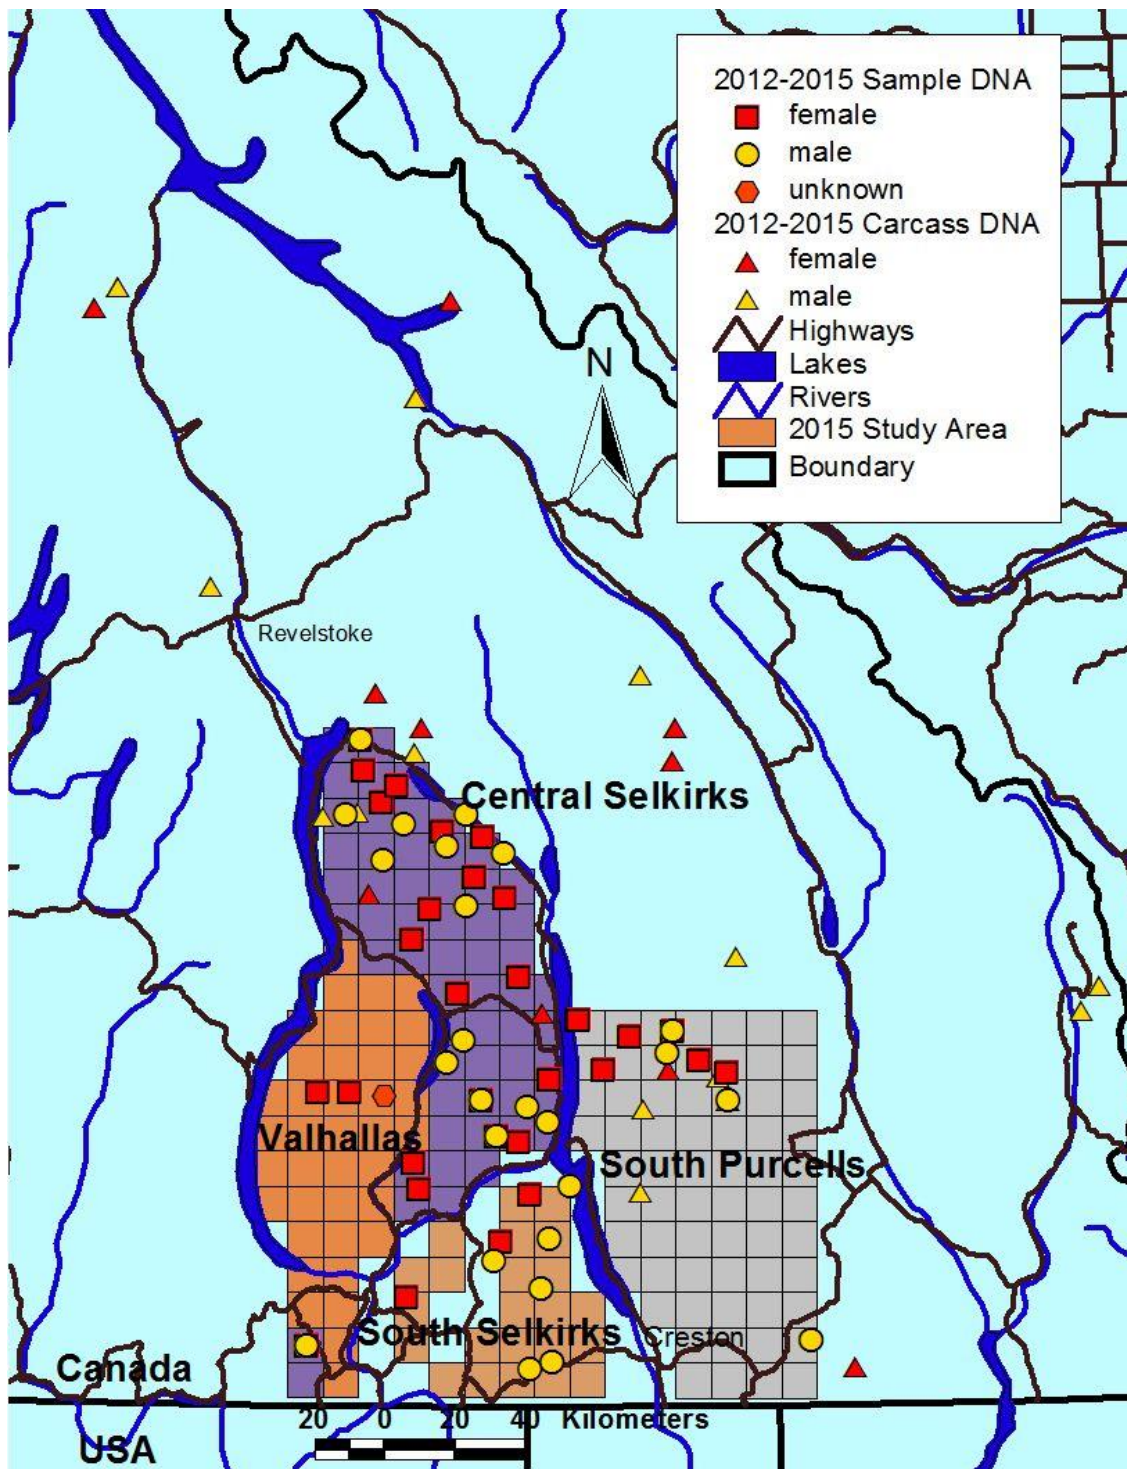 2012-2015 Sample DNA
female
male
unknown
2012-2015 Carcass DNA
female
male
Highways
Lakes
Rivers
2015 Study Area
Boundary
N
Revelstoke
Central Selkirks
Valhallas
South Purcells
South Selkirks
Creston
Canada
20 0 20 40 Kilometers
USA